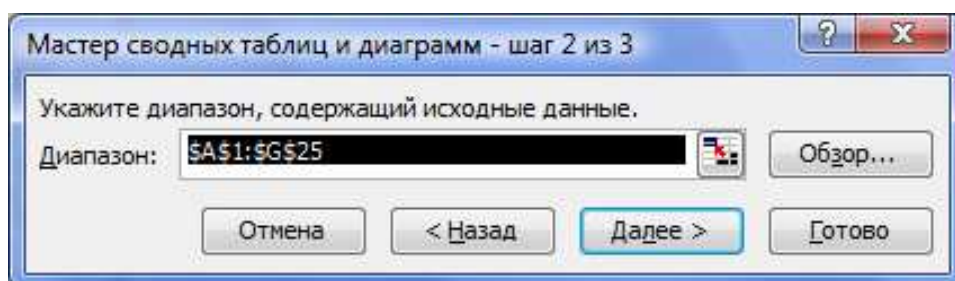 Мастер сводных таблиц и диаграмм - шаг 2 из 3
?
Укажите диапазон, содержащий исходные данные.
Диапазон: $A$1:$G$25 Обзор...
Отмена < Назад Далее > Готово